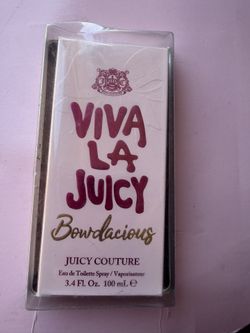 VIVA
LA
JUICY
Bowdacious
JUICY COUTURE
Eau de Toilette Spray / Vaporisateur
3.4 Fl. Oz. 100 mL ℮